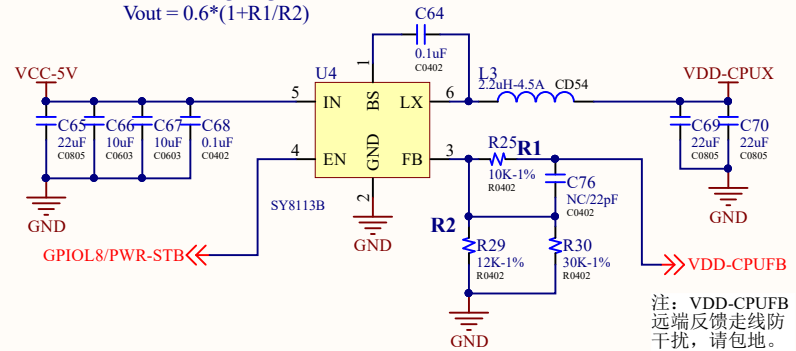 Vout = 0.6*(1+R1/R2)
C64
0.1uF
C0402
VCC-5V
U4
L3
2.2uH-4.5A
CD54
VDD-CPUX
1
5
IN
BS
LX
6
C65
22uF
C0805
C66
10uF
C0603
C67
10uF
C0603
C68
0.1uF
C0402
C69
22uF
C0805
C70
22uF
C0805
4
EN
GND
FB
3
R25
R1
10K-1%
R0402
C76
NC/22pF
C0402
SY8113B
2
GND
GND
GND
R2
R29
12K-1%
R0402
R30
30K-1%
R0402
GPIOL8/PWR-STB
VDD-CPUFB
GND
注：VDD-CPUFB
远端反馈走线防
干扰，请包地。